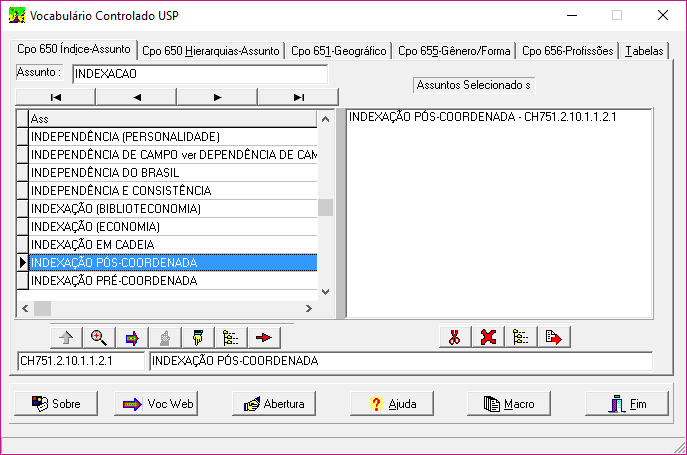 Vocabulário Controlado USP
Cpo 650 Índice-Assunto
Cpo 650 Hierarquias-Assunto
Cpo 651-Geográfico
Cpo 655-Gênero/Forma
Cpo 656-Profissões
Tabelas
Assunto :
INDEXACAO
Assuntos Selecionado s
Ass
INDEPENDÊNCIA (PERSONALIDADE)
INDEPENDÊNCIA DE CAMPO ver DEPENDÊNCIA DE CAM
INDEPENDÊNCIA DO BRASIL
INDEPENDÊNCIA E CONSISTÊNCIA
INDEXAÇÃO (BIBLIOTECONOMIA)
INDEXAÇÃO (ECONOMIA)
INDEXAÇÃO EM CADEIA
INDEXAÇÃO PÓS-COORDENADA
INDEXAÇÃO PRÉ-COORDENADA
INDEXAÇÃO PÓS-COORDENADA - CH751.2.10.1.1.2.1
CH751.2.10.1.1.2.1
INDEXAÇÃO PÓS-COORDENADA
Sobre
Voc Web
Abertura
Ajuda
Macro
Fim